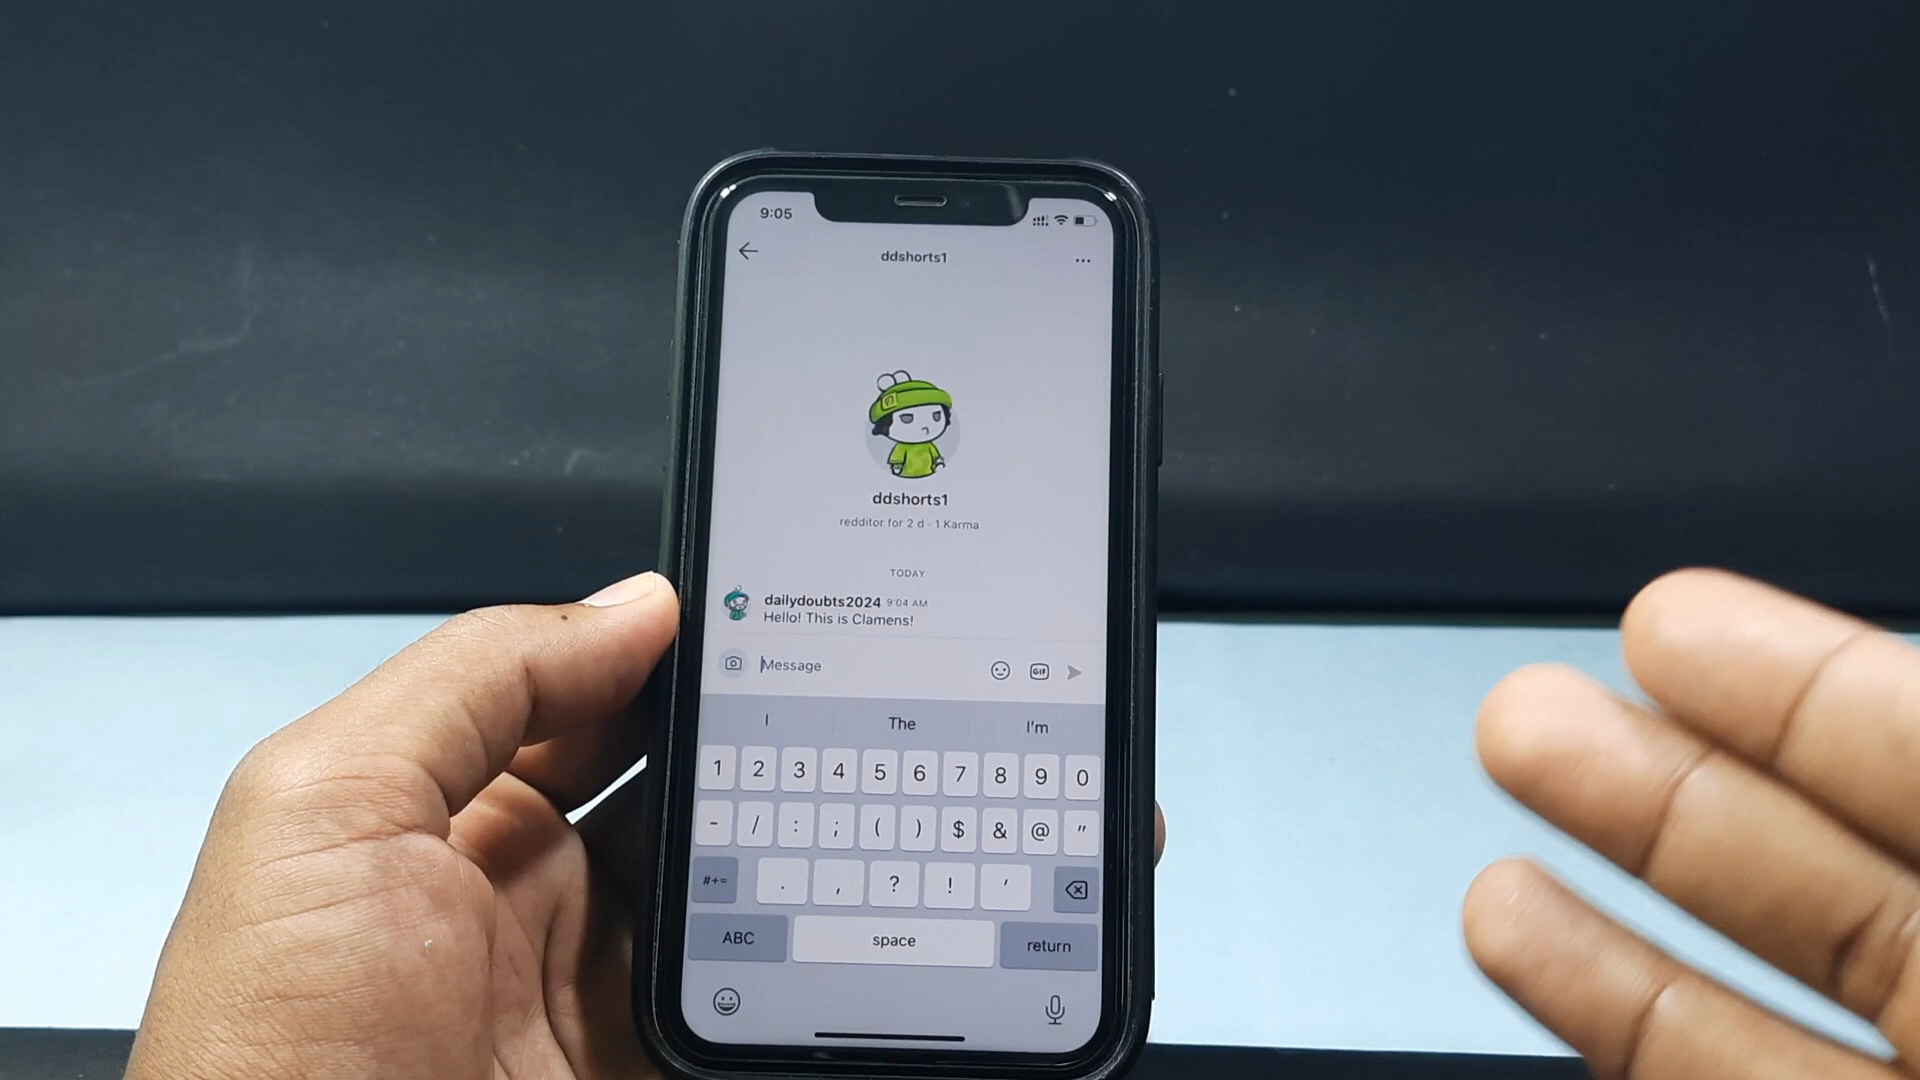 9:05
ddshorts1
ddshorts1
redditor for 2 d · 1 Karma
TODAY
dailydoubts2024 9:04 AM
Hello! This is Clamens!
Message
GIF
I The I'm
1 2 3 4 5 6 7 8 9 0
- / : ; ( ) $ & @ "
#+= . , ? ! '
ABC space return